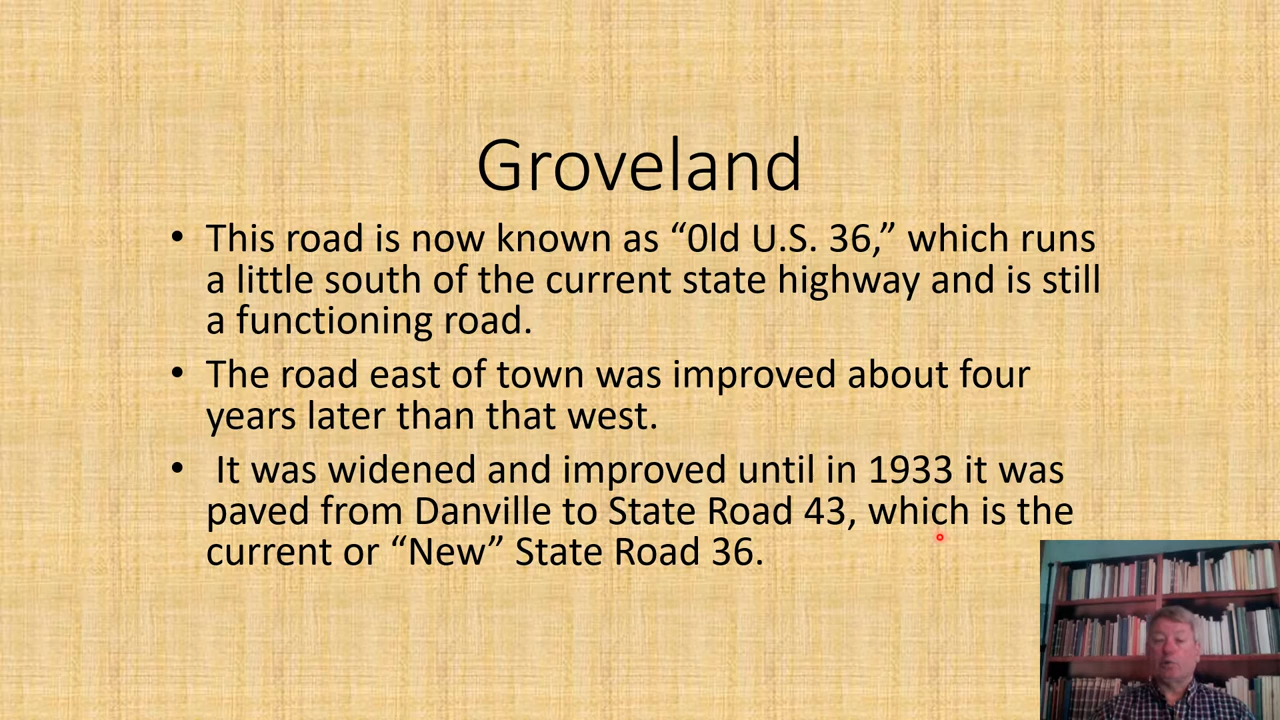 Groveland
• This road is now known as “0ld U.S. 36,” which runs
a little south of the current state highway and is still
a functioning road.
• The road east of town was improved about four
years later than that west.
• It was widened and improved until in 1933 it was
paved from Danville to State Road 43, which is the
current or “New” State Road 36.